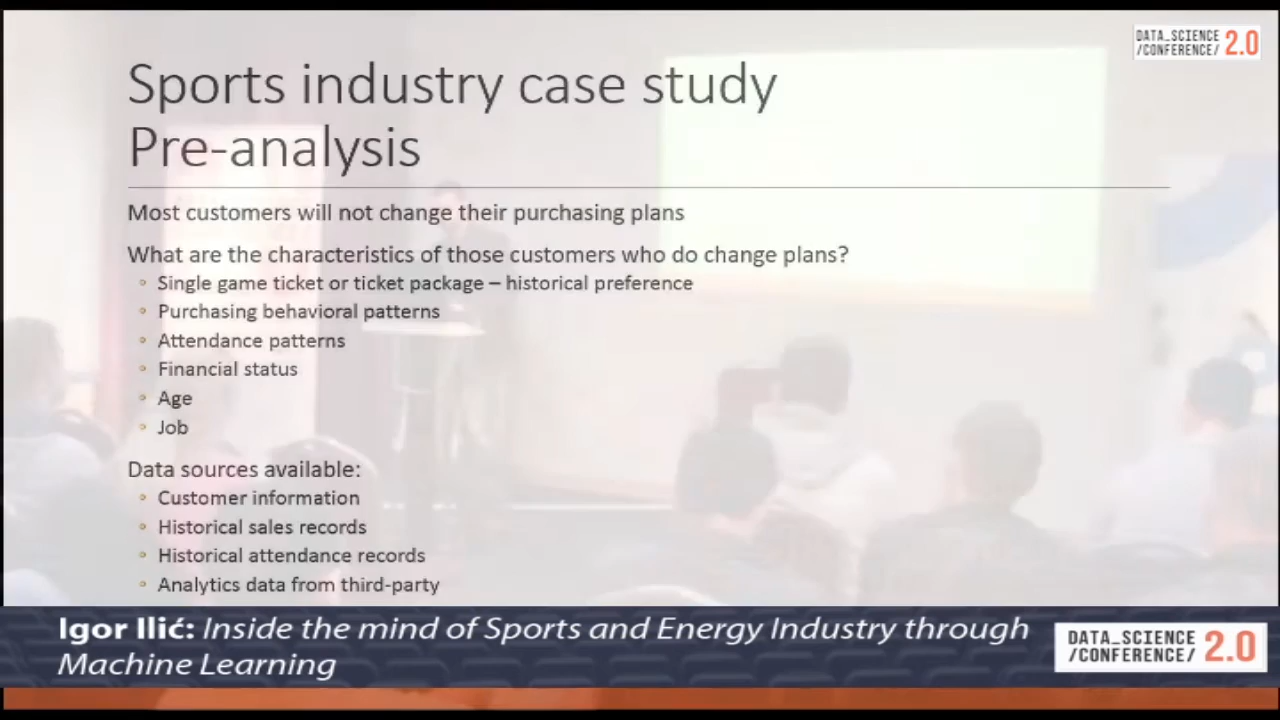 DATA_SCIENCE
/CONFERENCE/ 2.0
Sports industry case study
Pre-analysis
Most customers will not change their purchasing plans
What are the characteristics of those customers who do change plans?
◦ Single game ticket or ticket package – historical preference
◦ Purchasing behavioral patterns
◦ Attendance patterns
◦ Financial status
◦ Age
◦ Job
Data sources available:
◦ Customer information
◦ Historical sales records
◦ Historical attendance records
◦ Analytics data from third-party
Igor Ilić: Inside the mind of Sports and Energy Industry through
Machine Learning
DATA_SCIENCE
/CONFERENCE/ 2.0